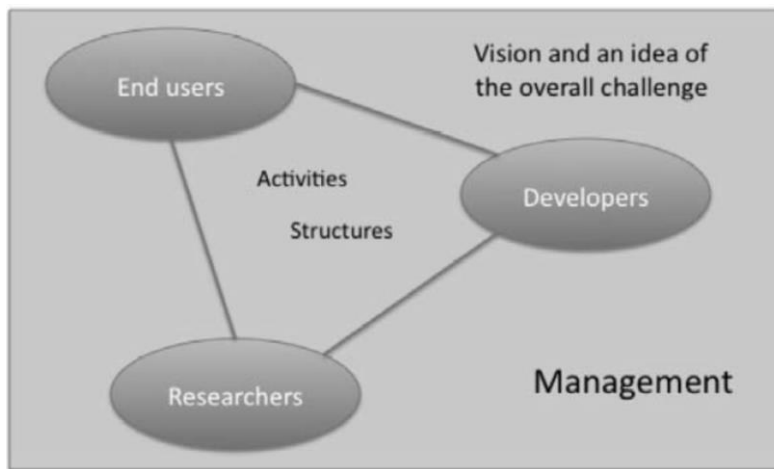 End users
Vision and an idea of
the overall challenge
Activities
Developers
Structures
Management
Researchers